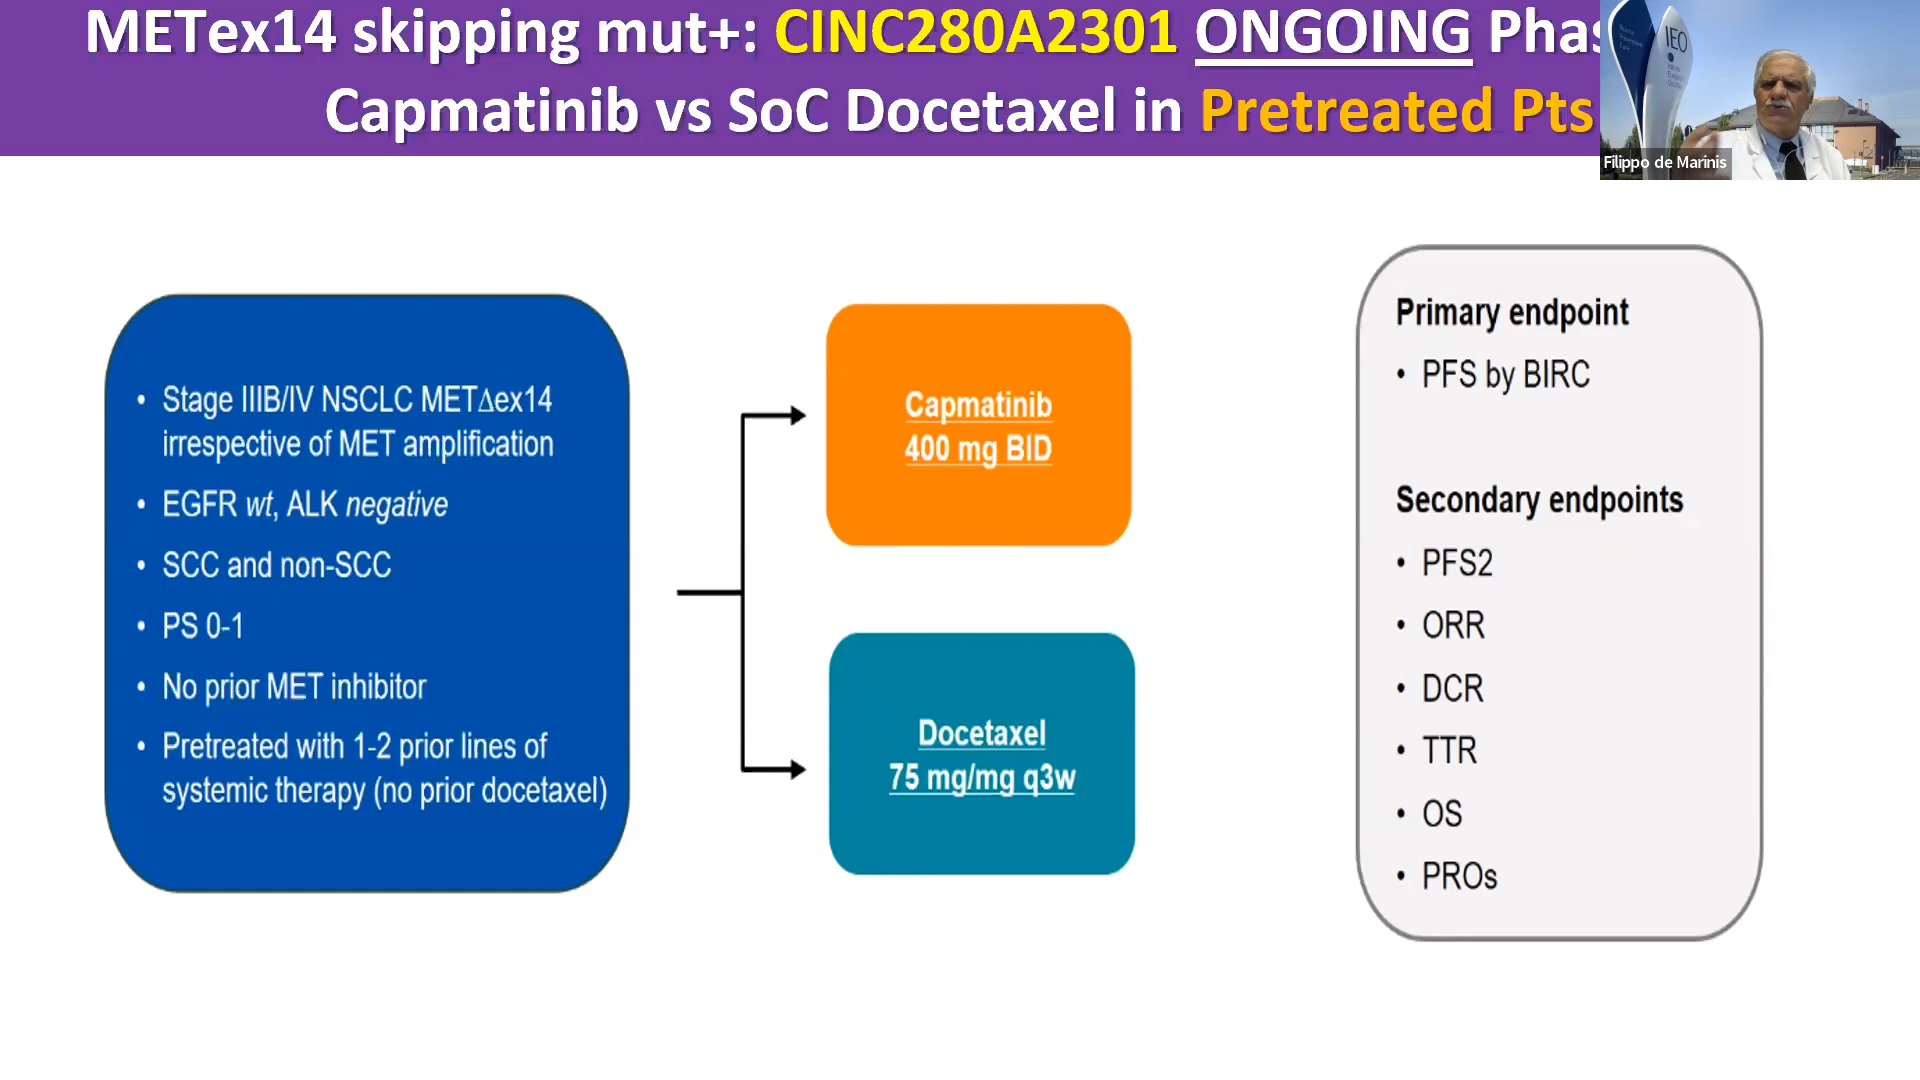 METex14 skipping mut+: CINC280A2301 ONGOING
Capmatinib vs SoC Docetaxel in Pretreated Pts
IEO
Filippo de Marinis
• Stage IIIB/IV NSCLC METΔex14
irrespective of MET amplification
• EGFR wt, ALK negative
• SCC and non-SCC
• PS 0-1
• No prior MET inhibitor
• Pretreated with 1-2 prior lines of
systemic therapy (no prior docetaxel)
Capmatinib
400 mg BID
Docetaxel
75 mg/mg q3w
Primary endpoint
• PFS by BIRC
Secondary endpoints
• PFS2
• ORR
• DCR
• TTR
• OS
• PROs